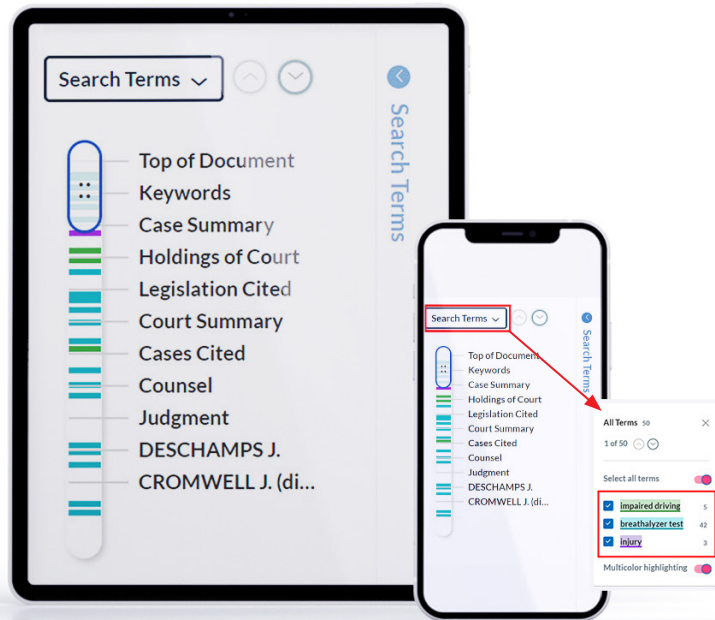 Search Terms
Search Terms
Top of Document
Keywords
Case Summary
Holdings of Court
Legislation Cited
Court Summary
Cases Cited
Counsel
Judgment
DESCHAMPS J.
CROMWELL J. (di...
Search Terms
Search Terms
Top of Document
Keywords
Case Summary
Holdings of Court
Legislation Cited
Court Summary
Cases Cited
Counsel
Judgment
DESCHAMPS J.
CROMWELL J. (di...
All Terms 50
1 of 50
Select all terms
impaired driving 5
breathalyzer test 42
injury 3
Multicolor highlighting